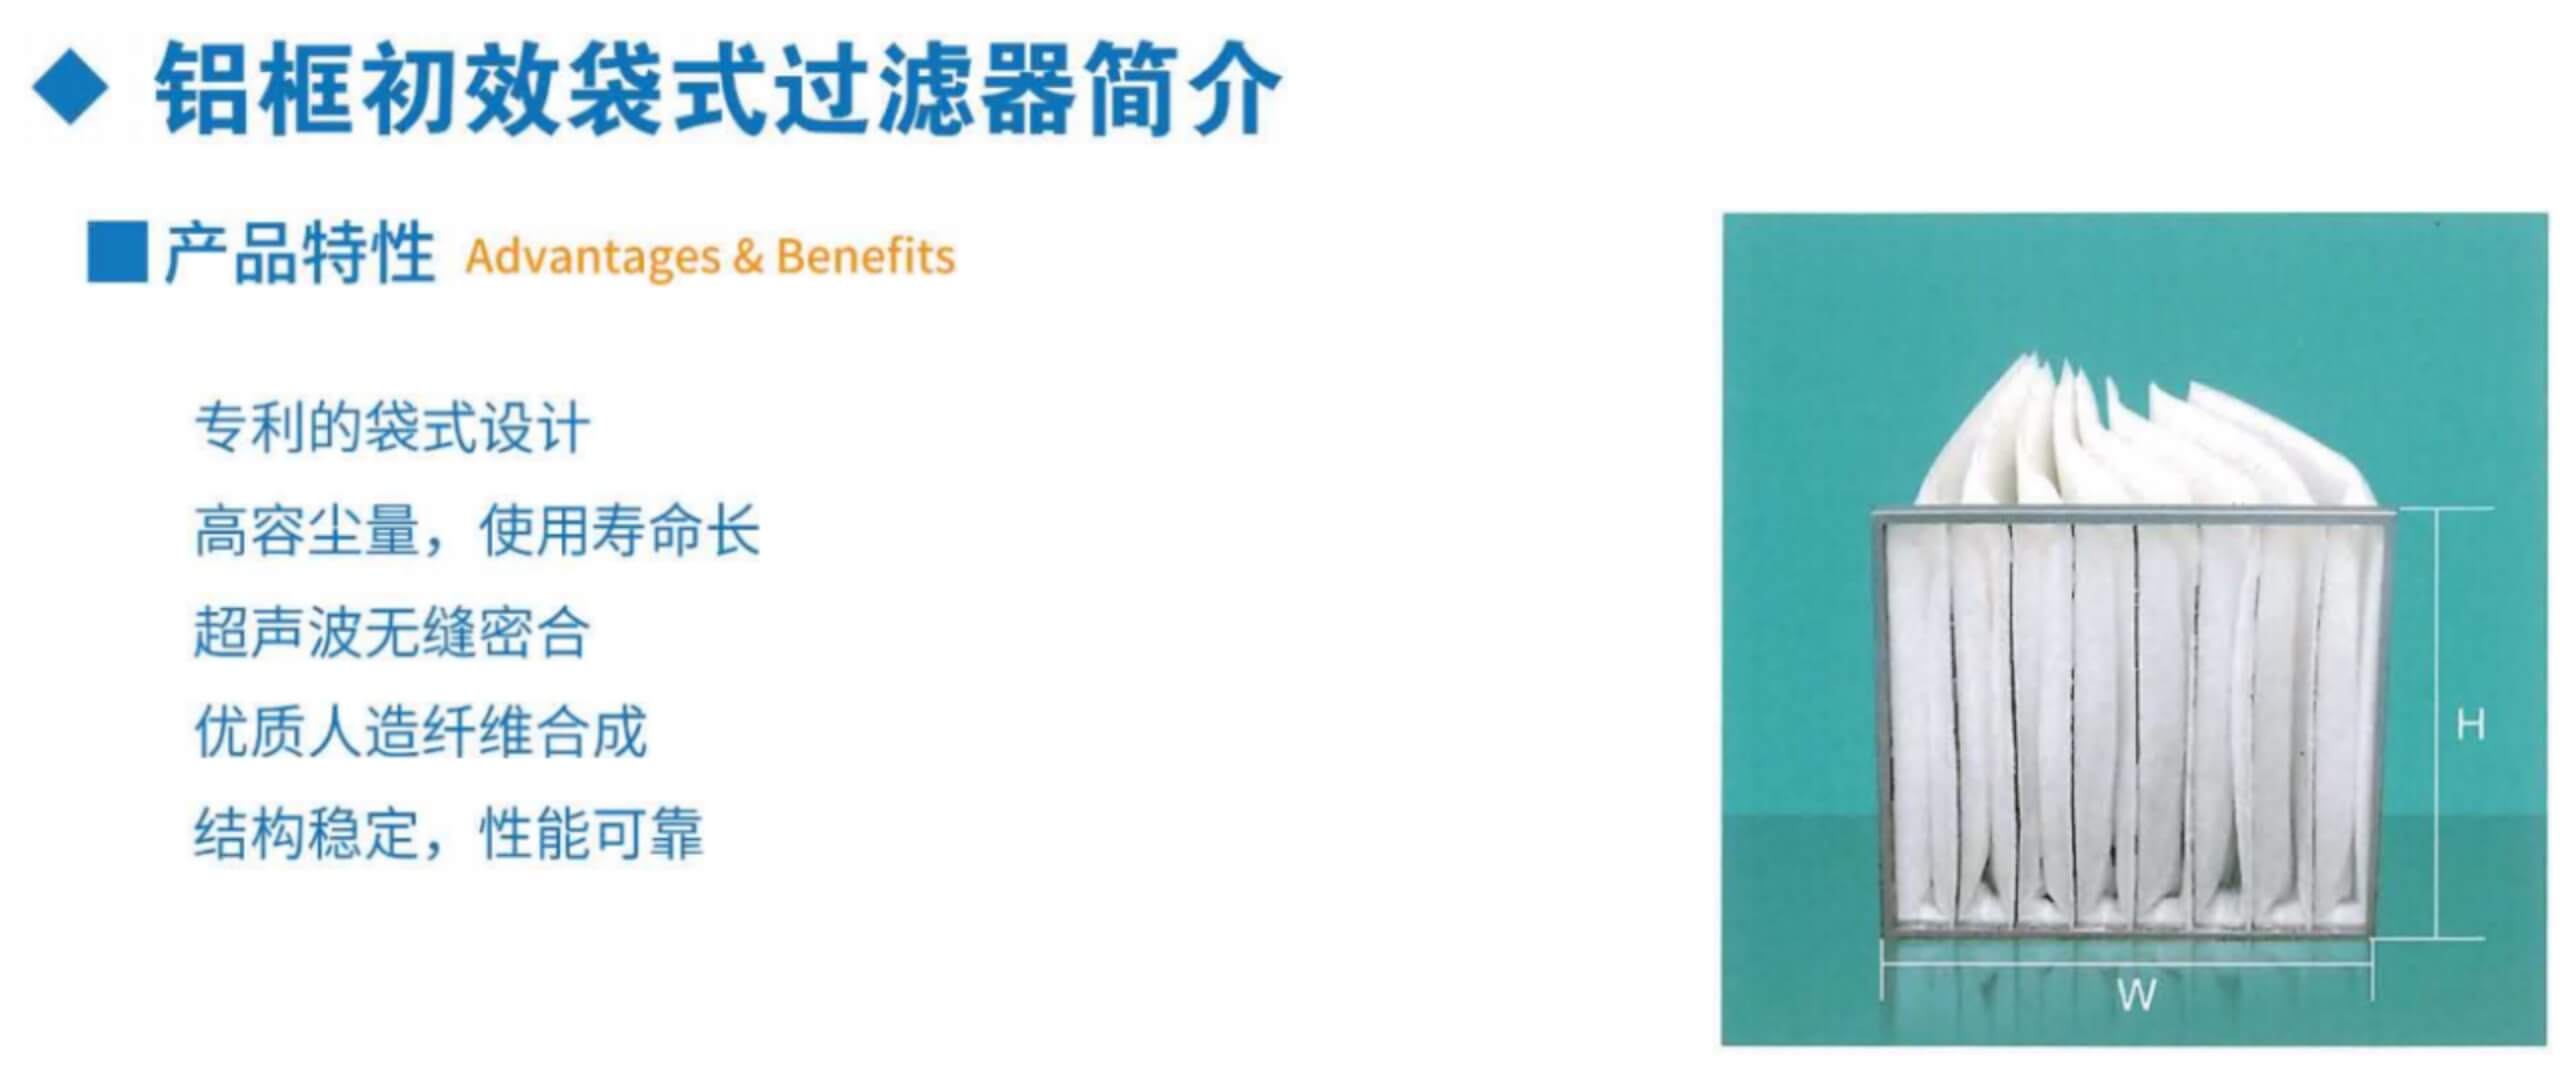 铝框初效袋式过滤器简介
产品特性 Advantages & Benefits
专利的袋式设计
高容尘量，使用寿命长
超声波无缝密合
优质人造纤维合成
结构稳定，性能可靠
H
W